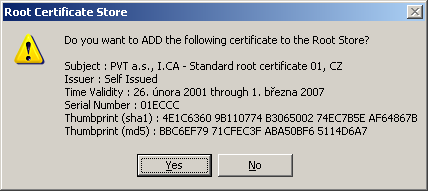 Root Certificate Store
Do you want to ADD the following certificate to the Root Store?
Subject : PVT a.s., I.CA - Standard root certificate 01, CZ
Issuer : Self Issued
Time Validity : 26. února 2001 through 1. března 2007
Serial Number : 01ECCC
Thumbprint (sha1) : 4E1C6360 9B110774 B3065002 74EC7B5E AF64867B
Thumbprint (md5) : BBC6EF79 71CFEC3F ABA50BF6 5114D6A7
Yes
No